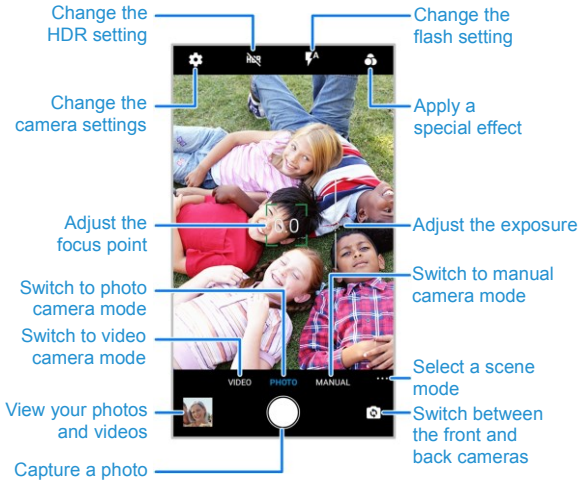 Change the
HDR setting
Change the
flash setting
HDR
A
Change the
camera settings
Apply a
special effect
Adjust the
focus point
Adjust the exposure
Switch to photo
camera mode
Switch to manual
camera mode
Switch to video
camera mode
VIDEO
PHOTO
MANUAL
Select a scene
mode
View your photos
and videos
Switch between
the front and
back cameras
Capture a photo